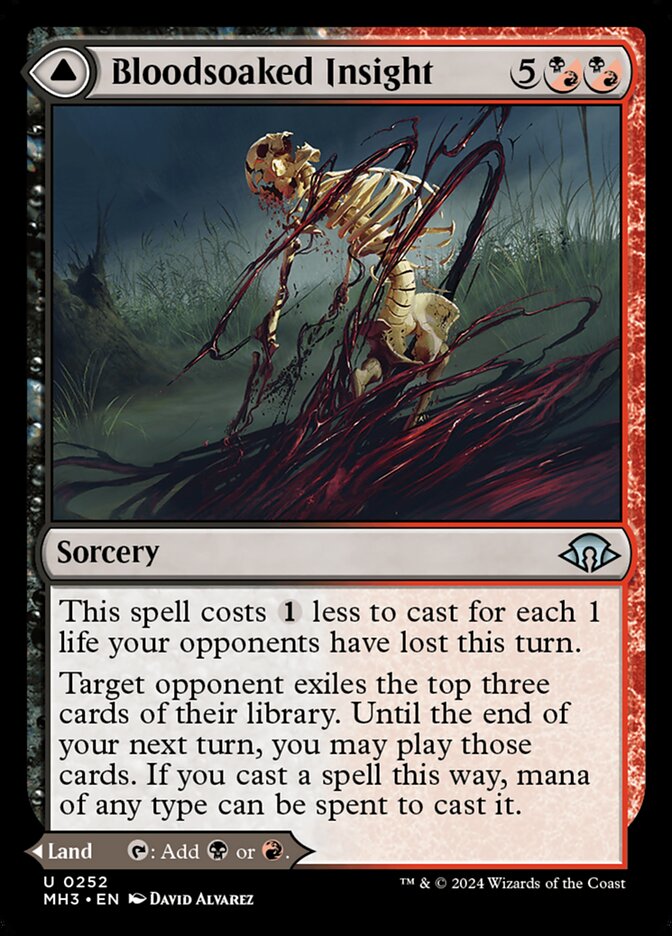 Bloodsoaked Insight 5
Sorcery
This spell costs 1 less to cast for each 1
life your opponents have lost this turn.
Target opponent exiles the top three
cards of their library. Until the end of
your next turn, you may play those
cards. If you cast a spell this way, mana
of any type can be spent to cast it.
Land : Add or .
U 0252
MH3 • EN DAVID ALVAREZ
™ & © 2024 Wizards of the Coast